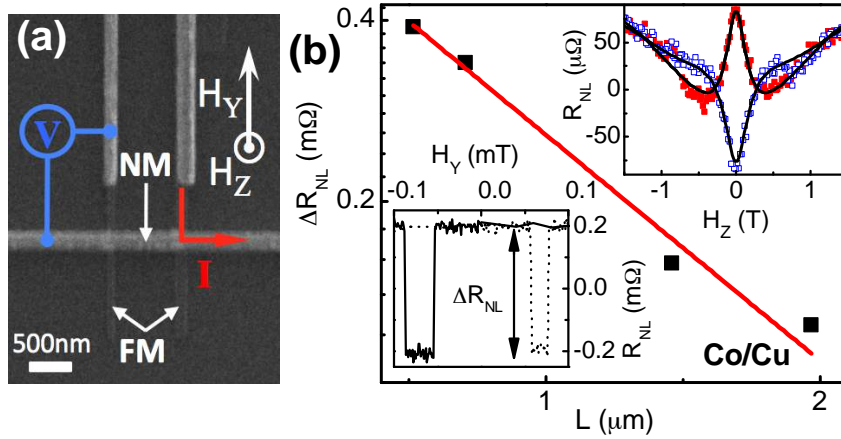 (a)
V
H_Y
H_Z
NM
I
FM
500nm
(b)
0.4
0.2
ΔR_NL (mΩ)
1
2
L (μm)
Co/Cu
H_Y (mT)
-0.1
0.0
0.1
0.2
0.0
-0.2
R_NL (mΩ)
ΔR_NL
50
0
-50
R_NL (μΩ)
-1
0
1
H_Z (T)